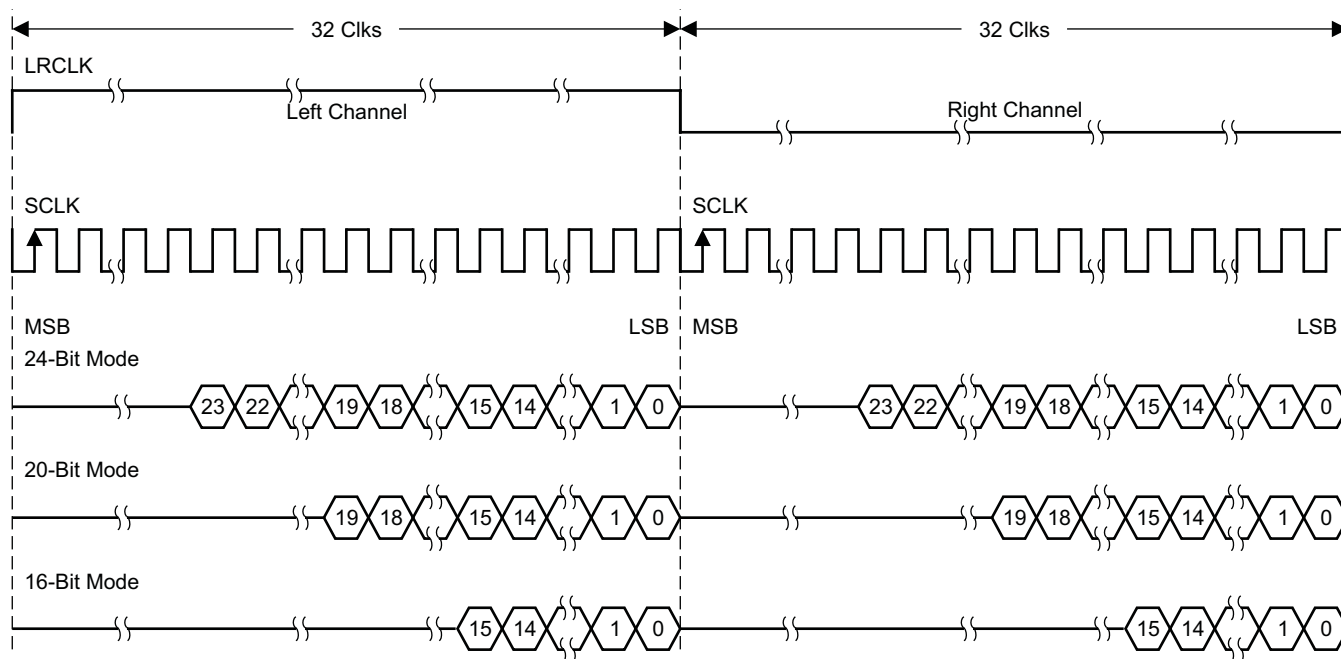 32 Clks 32 Clks
LRCLK
Left Channel Right Channel
SCLK SCLK
MSB LSB MSB LSB
24-Bit Mode
23 22 19 18 15 14 1 0 23 22 19 18 15 14 1 0
20-Bit Mode
19 18 15 14 1 0 19 18 15 14 1 0
16-Bit Mode
15 14 1 0 15 14 1 0